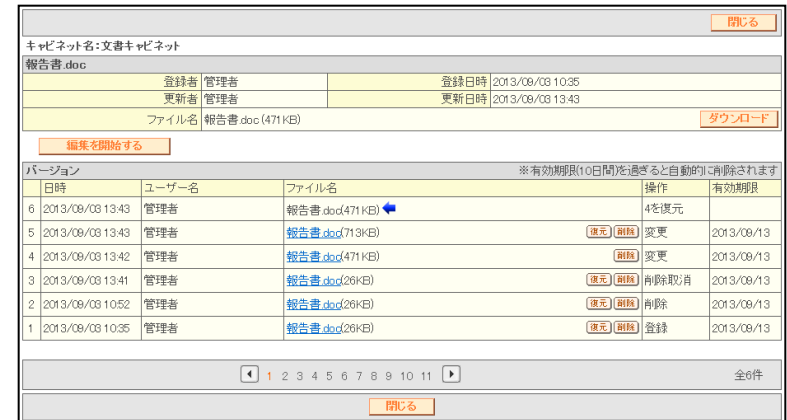 閉じる
キャビネット名:文書キャビネット
報告書.doc
登録者 管理者 登録日時 2013/09/03 10:35
更新者 管理者 更新日時 2013/09/03 13:43
ファイル名 報告書.doc (471KB) ダウンロード
編集を開始する
バージョン ※有効期限(10日間)を過ぎると自動的に削除されます
日時 ユーザー名 ファイル名 操作 有効期限
6 2013/09/03 13:43 管理者 報告書.doc(471KB) 4を復元
5 2013/09/03 13:43 管理者 報告書.doc(713KB) 復元 削除 変更 2013/09/13
4 2013/09/03 13:42 管理者 報告書.doc(471KB) 削除 変更 2013/09/13
3 2013/09/03 13:41 管理者 報告書.doc(26KB) 復元 削除 削除取消 2013/09/13
2 2013/09/03 10:52 管理者 報告書.doc(26KB) 復元 削除 削除 2013/09/13
1 2013/09/03 10:35 管理者 報告書.doc(26KB) 復元 削除 登録 2013/09/13
1 2 3 4 5 6 7 8 9 10 11 全6件
閉じる